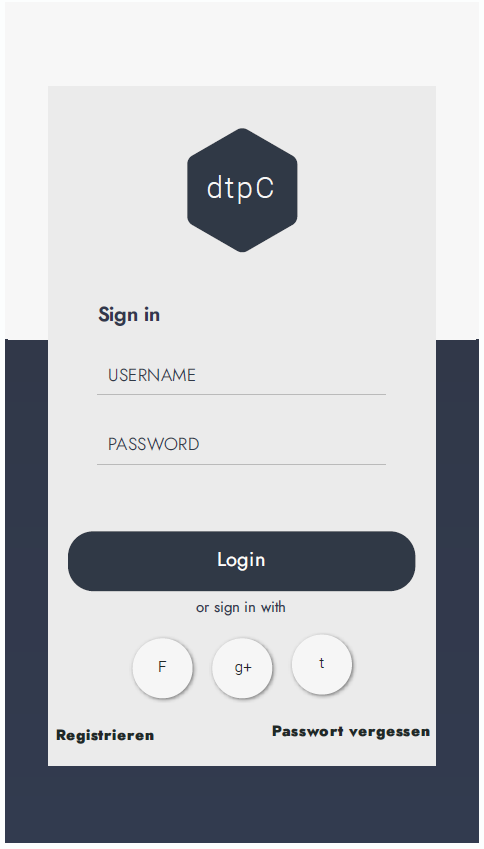 dtpC
Sign in
USERNAME
PASSWORD
Login
or sign in with
F g+ t
Registrieren Passwort vergessen